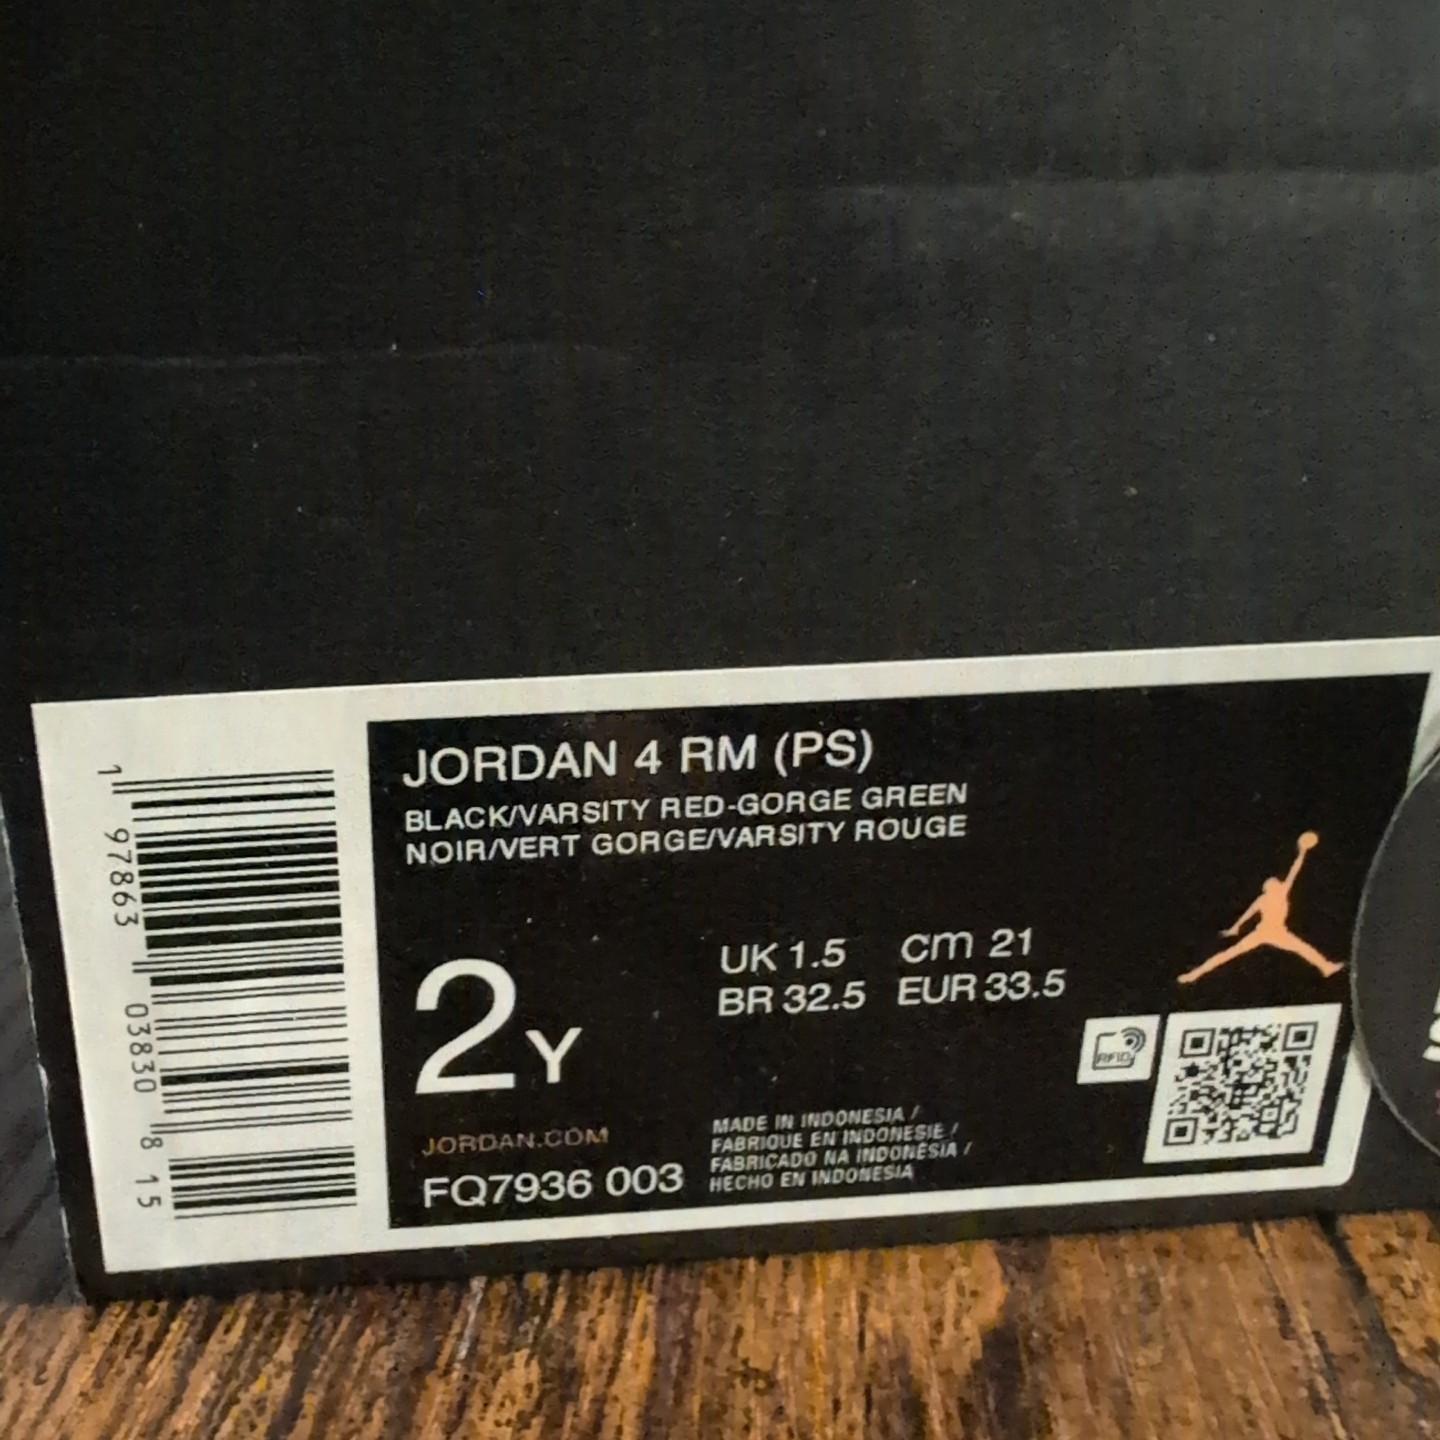 JORDAN 4 RM (PS)
BLACK/VARSITY RED-GORGE GREEN
NOIR/VERT GORGE/VARSITY ROUGE
2Y
UK 1.5 cm 21
BR 32.5 EUR 33.5
RFID
JORDAN.COM
FQ7936 003
MADE IN INDONESIA /
FABRIQUE EN INDONESIE /
FABRICADO NA INDONESIA /
HECHO EN INDONESIA
1 97863 03830 8 15